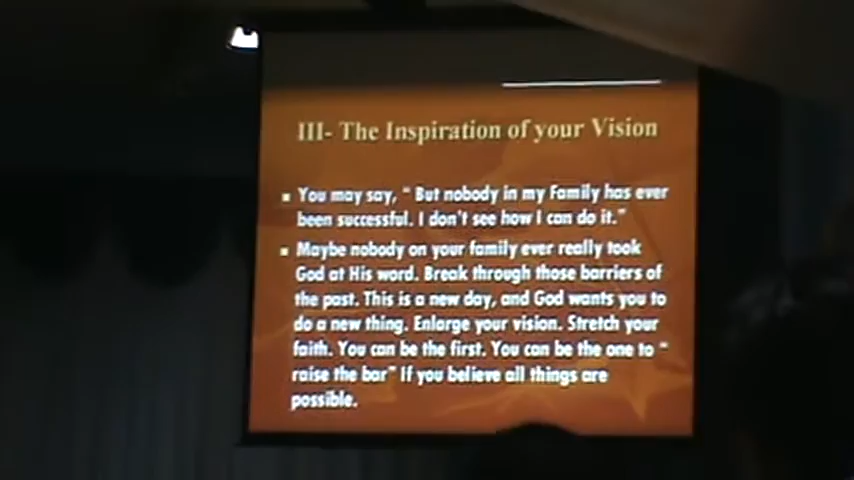 III- The Inspiration of your Vision
You may say, “ But nobody in my Family has ever
been successful. I don't see how I can do it.”
Maybe nobody on your family ever really took
God at His word. Break through those barriers of
the past. This is a new day, and God wants you to
do a new thing. Enlarge your vision. Stretch your
faith. You can be the first. You can be the one to “
raise the bar” If you believe all things are
possible.